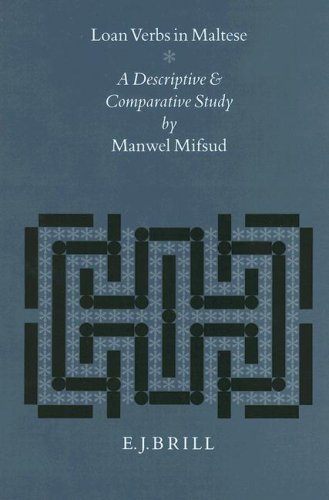 Loan Verbs in Maltese
*
A Descriptive &
Comparative Study
by
Manwel Mifsud
E.J.BRILL